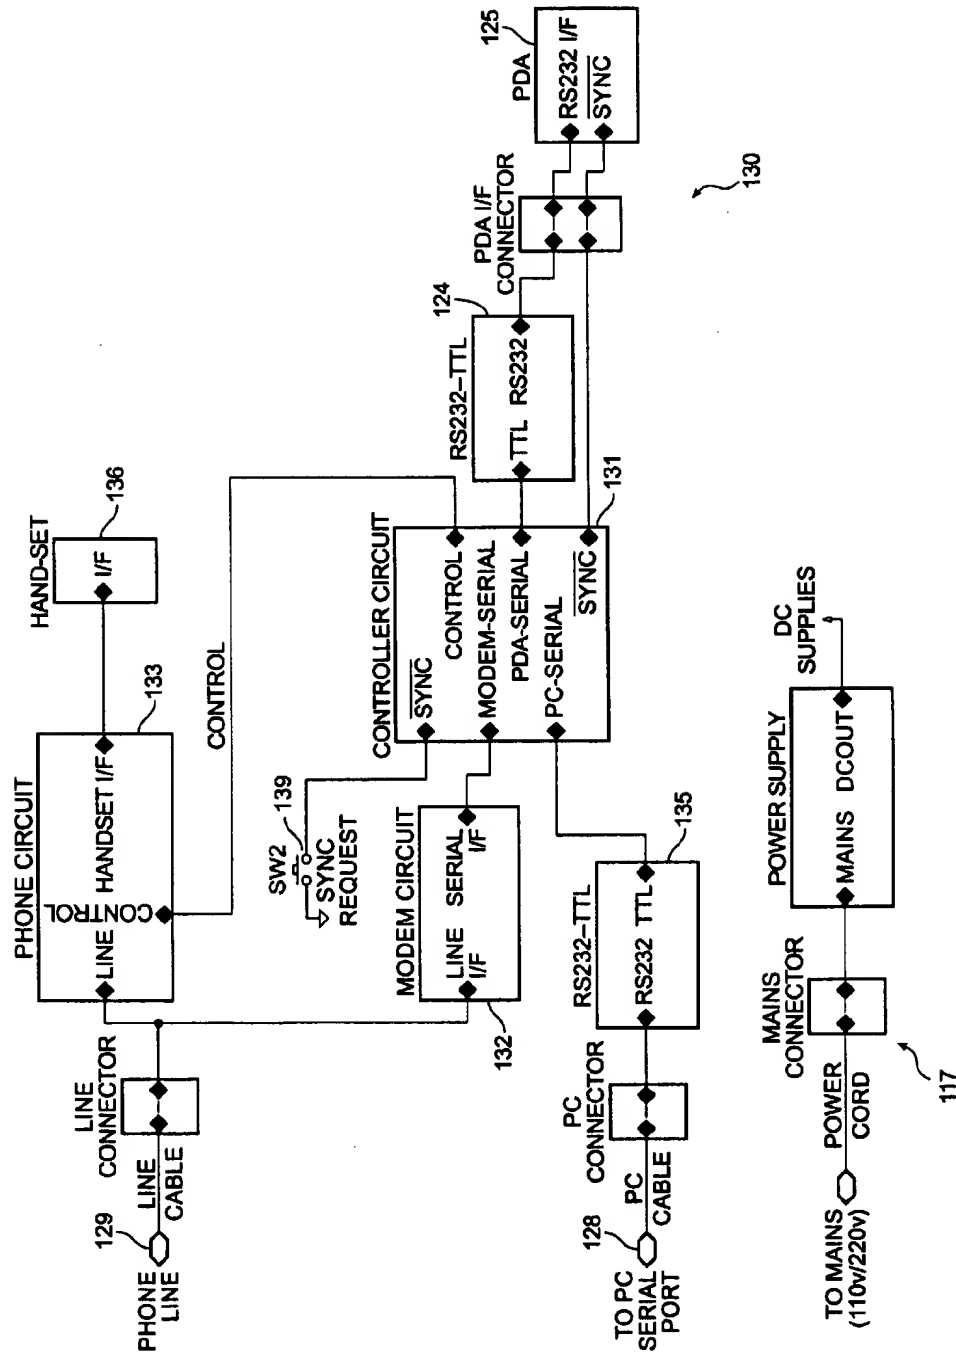 PHONE
LINE
129
LINE
CABLE
LINE
CONNECTOR
PHONE CIRCUIT
133
LINE
CONTROL
HANDSET I/F
HAND-SET
136
I/F
CONTROL
SW2
139
SYNC
REQUEST
MODEM CIRCUIT
132
LINE
I/F
SERIAL
I/F
CONTROLLER CIRCUIT
131
SYNC
CONTROL
MODEM-SERIAL
PDA-SERIAL
PC-SERIAL
SYNC
RS232-TTL
124
TTL
RS232
PDA I/F
CONNECTOR
PDA
125
RS232 I/F
SYNC
130
TO PC
SERIAL
PORT
128
PC
CABLE
PC
CONNECTOR
RS232-TTL
135
RS232
TTL
TO MAINS
(110v/220v)
POWER
CORD
MAINS
CONNECTOR
117
POWER SUPPLY
MAINS
DCOUT
DC
SUPPLIES